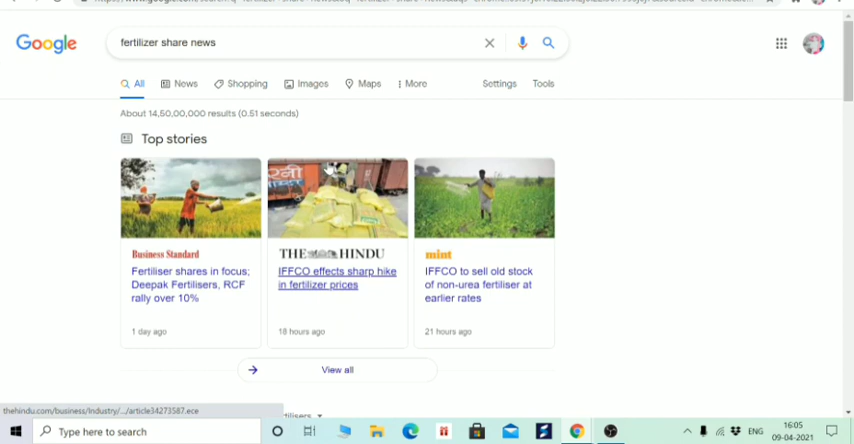 Google
fertilizer share news
All News Shopping Images Maps More Settings Tools
About 14,50,00,000 results (0.51 seconds)
Top stories
Business Standard
Fertiliser shares in focus;
Deepak Fertilisers, RCF
rally over 10%
1 day ago
THE HINDU
IFFCO effects sharp hike
in fertilizer prices
18 hours ago
mint
IFFCO to sell old stock
of non-urea fertiliser at
earlier rates
21 hours ago
View all
thehindu.com/business/Industry/.../article34273587.ece
Type here to search
ENG
16:05
09-04-2021